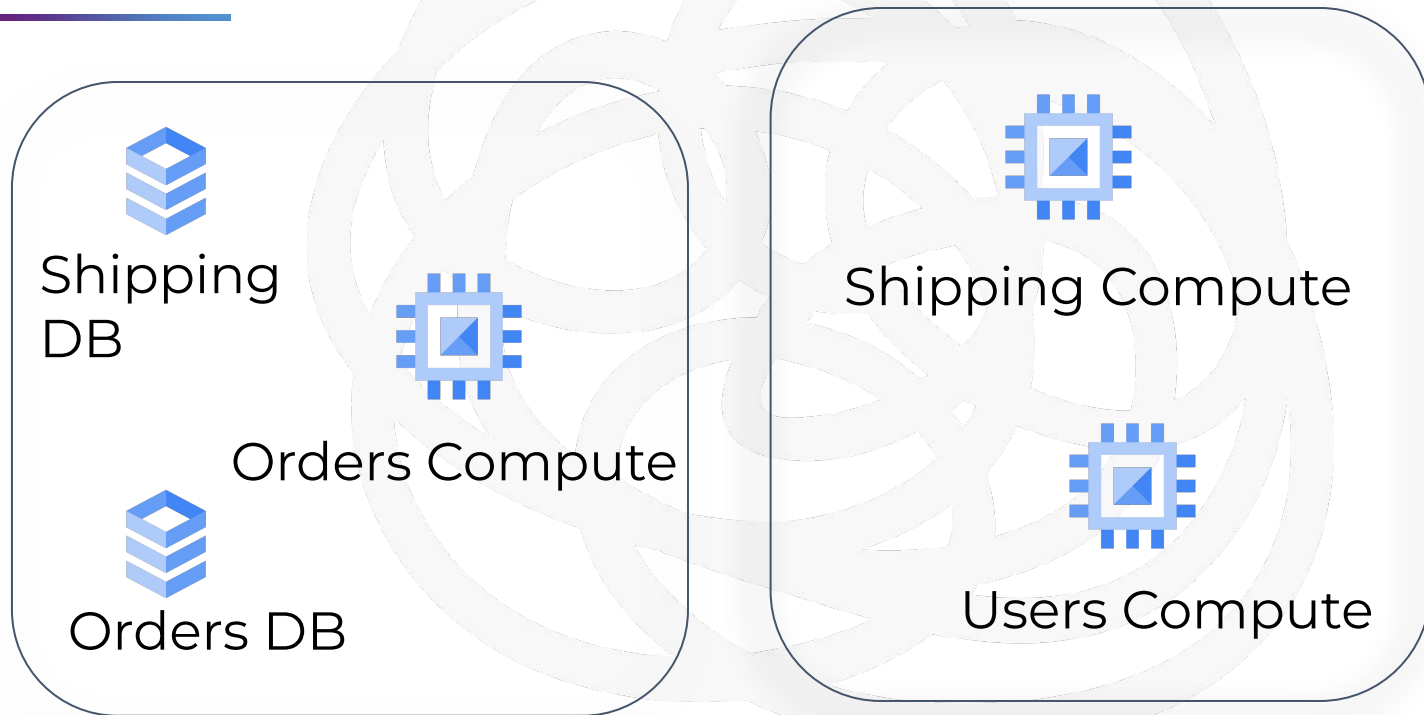 Shipping
DB
Orders Compute
Orders DB
Shipping Compute
Users Compute